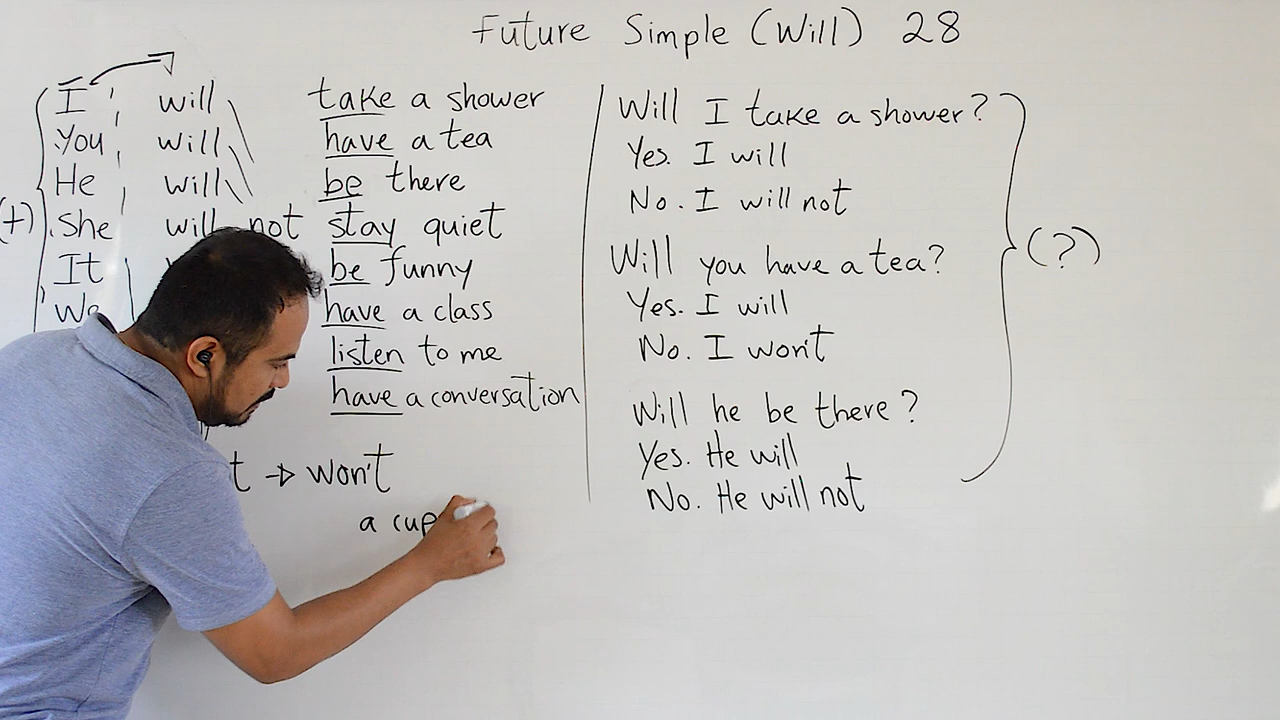 Future Simple (Will) 28
I will take a shower
You will have a tea
He will be there
(+) She will not stay quiet
It be funny
We have a class
listen to me
have a conversation
t → won't
a cup
Will I take a shower?
Yes. I will
No. I will not
Will you have a tea?
Yes. I will
No. I won't
Will he be there?
Yes. He will
No. He will not
(?)